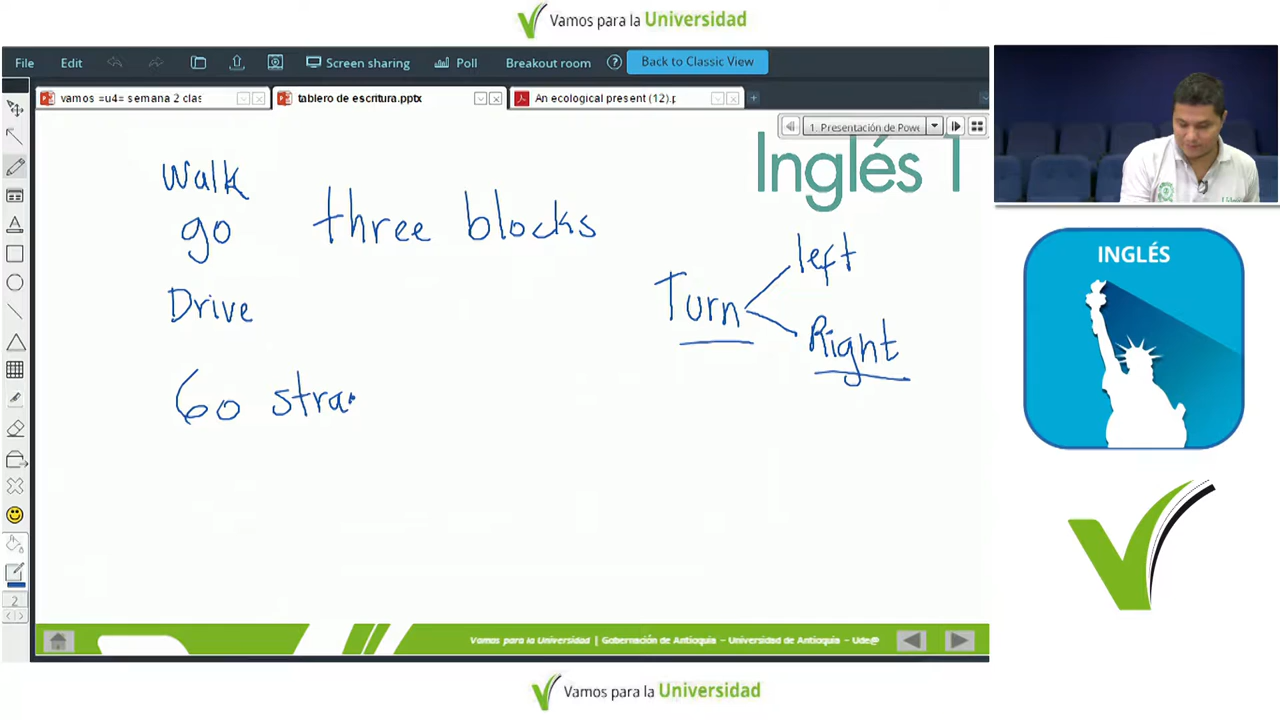 Vamos para la Universidad
File Edit Screen sharing Poll Breakout room ? Back to Classic View
vamos =u4= semana 2 clas
tablero de escritura.pptx
An ecological present (12).p
1. Presentación de Powe
Inglés 1
Walk
go three blocks
Drive
Turn
left
Right
Go stra
INGLÉS
2
Vamos para la Universidad | Gobernación de Antioquia – Universidad de Antioquia – Ude@
Vamos para la Universidad